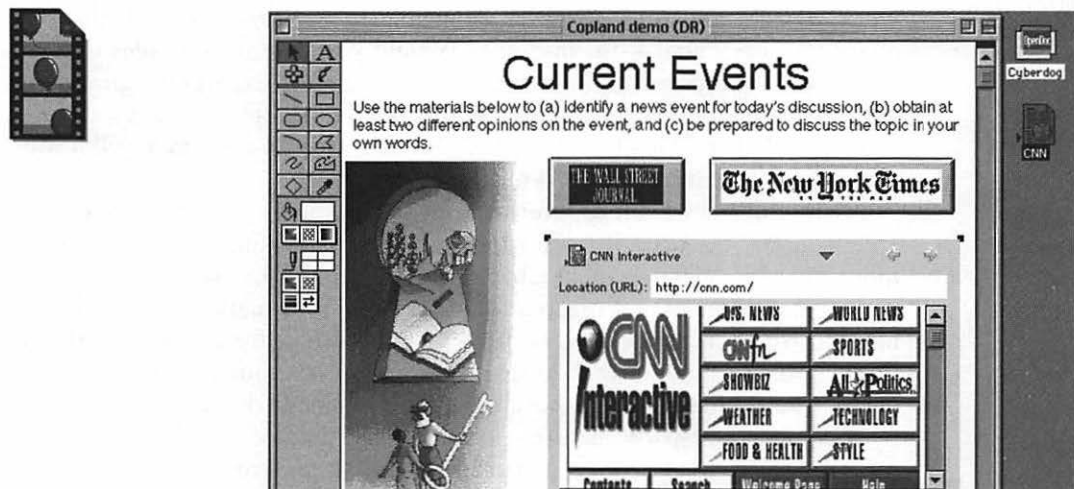 Copland demo (DR)
A
Current Events
Use the materials below to (a) identify a news event for today's discussion, (b) obtain at
least two different opinions on the event, and (c) be prepared to discuss the topic in your
own words.
THE WALL STREET
JOURNAL.
The New York Times
CNN Interactive
Location (URL): http://cnn.com/
CNN
Interactive
U.S. NEWS
WORLD NEWS
CNNfn
SPORTS
SHOWBIZ
AllPolitics
WEATHER
TECHNOLOGY
FOOD & HEALTH
STYLE
Contents
Search
Welcome Page
Help
OpenDoc
Cyberdog
CNN